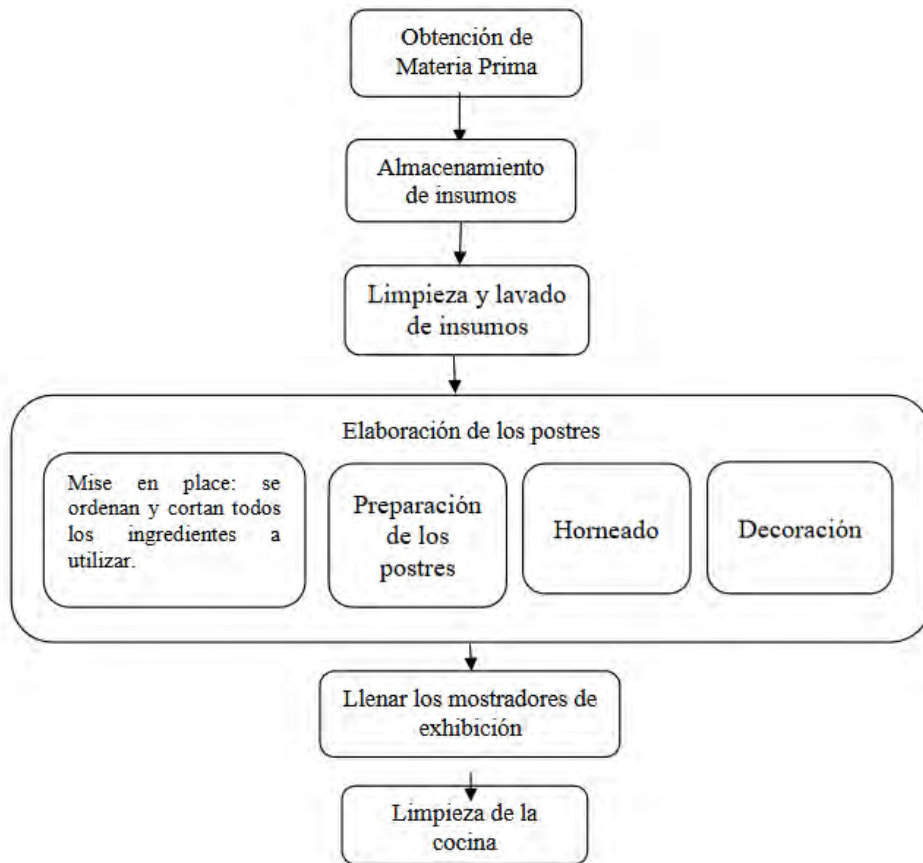 Obtención de
Materia Prima
Almacenamiento
de insumos
Limpieza y lavado
de insumos
Elaboración de los postres
Mise en place: se
ordenan y cortan todos
los ingredientes a
utilizar.
Preparación
de los
postres
Horneado
Decoración
Llenar los mostradores de
exhibición
Limpieza de la
cocina